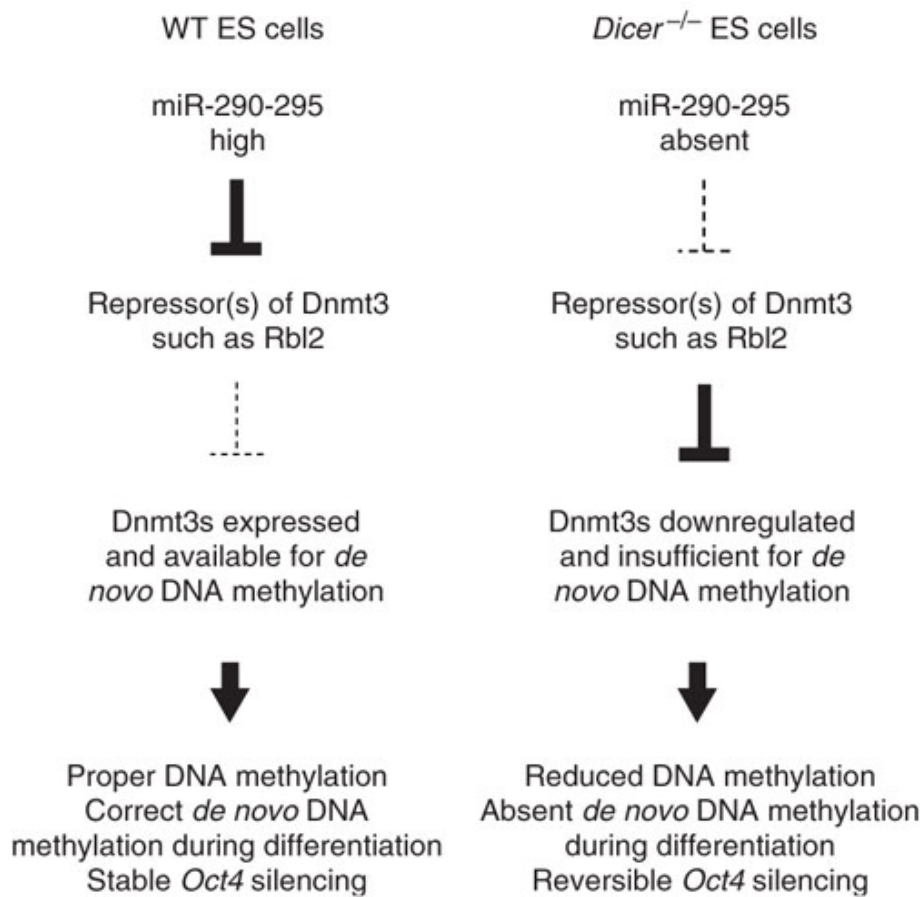 WT ES cells
miR-290-295
high
Repressor(s) of Dnmt3
such as Rbl2
Dnmt3s expressed
and available for de
novo DNA methylation
Proper DNA methylation
Correct de novo DNA
methylation during differentiation
Stable Oct4 silencing
Dicer−/− ES cells
miR-290-295
absent
Repressor(s) of Dnmt3
such as Rbl2
Dnmt3s downregulated
and insufficient for de
novo DNA methylation
Reduced DNA methylation
Absent de novo DNA methylation
during differentiation
Reversible Oct4 silencing